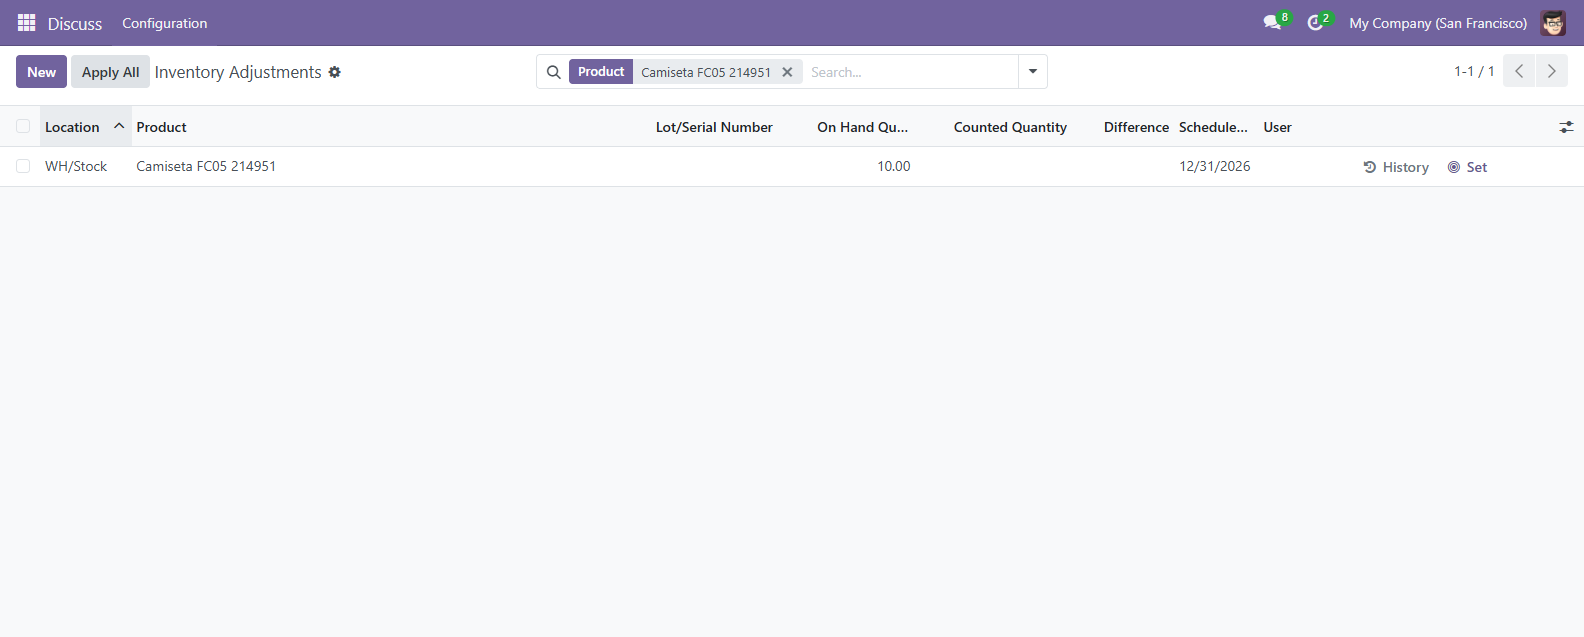 Discuss Configuration 8 2 My Company (San Francisco)
New Apply All Inventory Adjustments Product Camiseta FC05 214951 Search... 1-1 / 1
Location Product Lot/Serial Number On Hand Qu... Counted Quantity Difference Schedule... User
WH/Stock Camiseta FC05 214951 10.00 12/31/2026 History Set